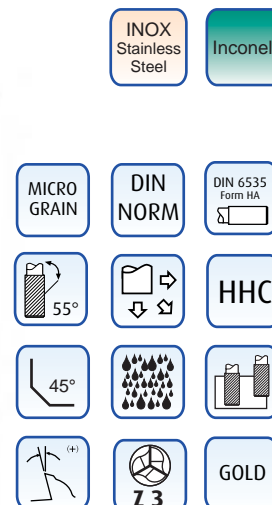 INOX
Stainless
Steel
Inconel
MICRO
GRAIN
DIN
NORM
DIN 6535
Form HA
55°
HHC
45°
(+)
Z 3
GOLD